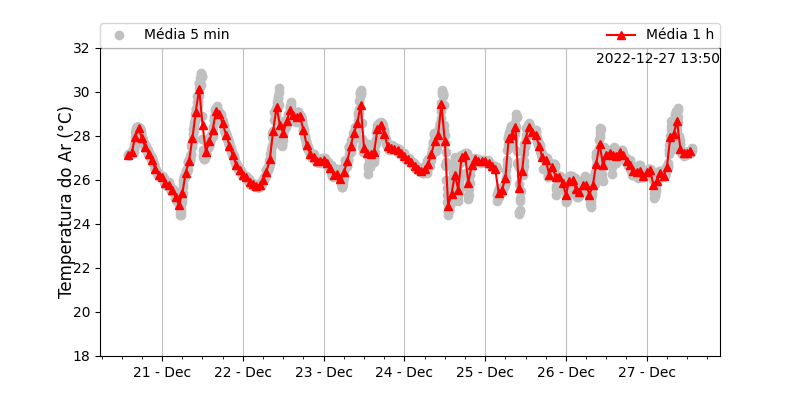 Média 5 min
Média 1 h
2022-12-27 13:50
Temperatura do Ar (°C)
32
30
28
26
24
22
20
18
21 - Dec
22 - Dec
23 - Dec
24 - Dec
25 - Dec
26 - Dec
27 - Dec